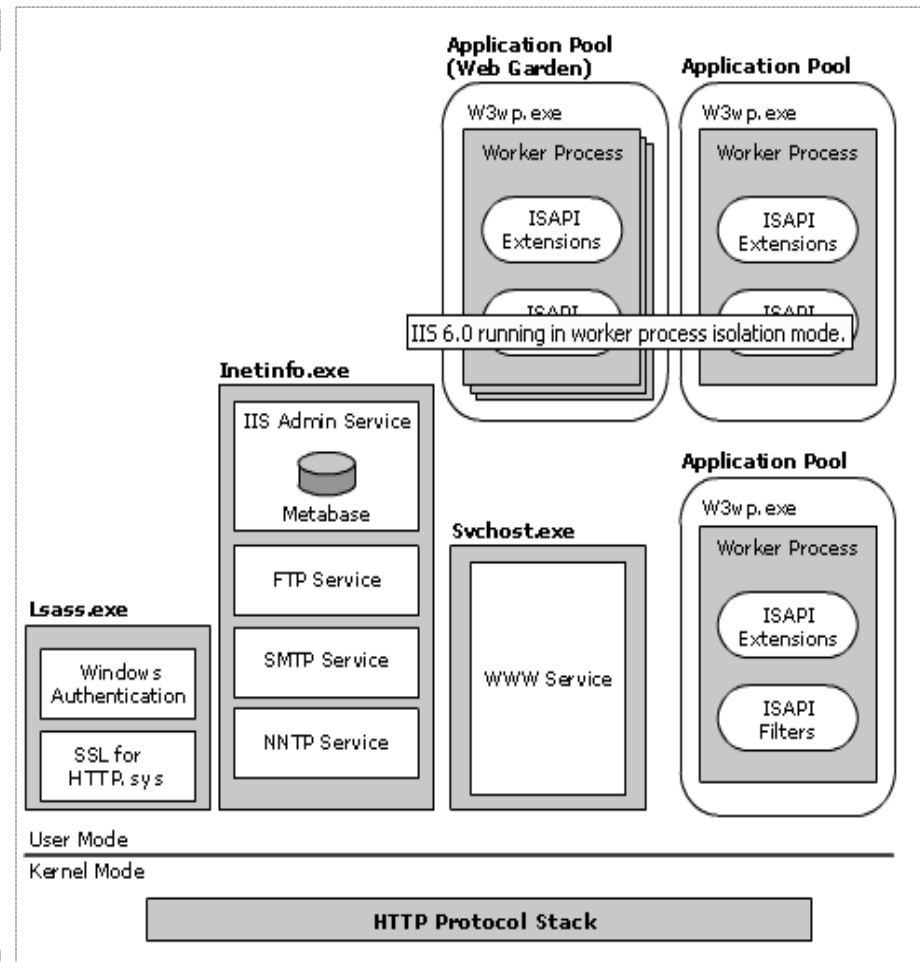 Application Pool
(Web Garden)
W3wp.exe
Worker Process
ISAPI
Extensions
ISAPI
Application Pool
W3wp.exe
Worker Process
ISAPI
Extensions
IIS 6.0 running in worker process isolation mode.
Inetinfo.exe
IIS Admin Service
Metabase
FTP Service
SMTP Service
NNTP Service
Svchost.exe
WWW Service
Application Pool
W3wp.exe
Worker Process
ISAPI
Extensions
ISAPI
Filters
Lsass.exe
Windows
Authentication
SSL for
HTTP.sys
User Mode
Kernel Mode
HTTP Protocol Stack